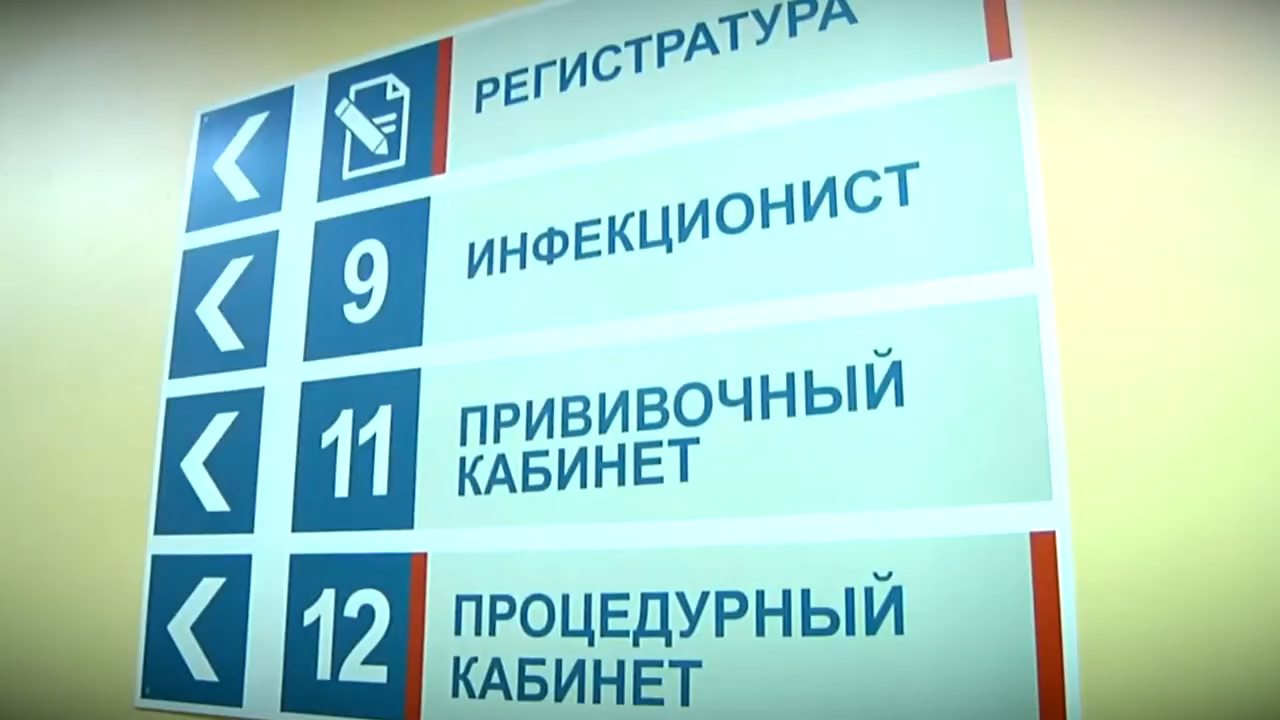 РЕГИСТРАТУРА
9 ИНФЕКЦИОНИСТ
11 ПРИВИВОЧНЫЙ
КАБИНЕТ
12 ПРОЦЕДУРНЫЙ
КАБИНЕТ